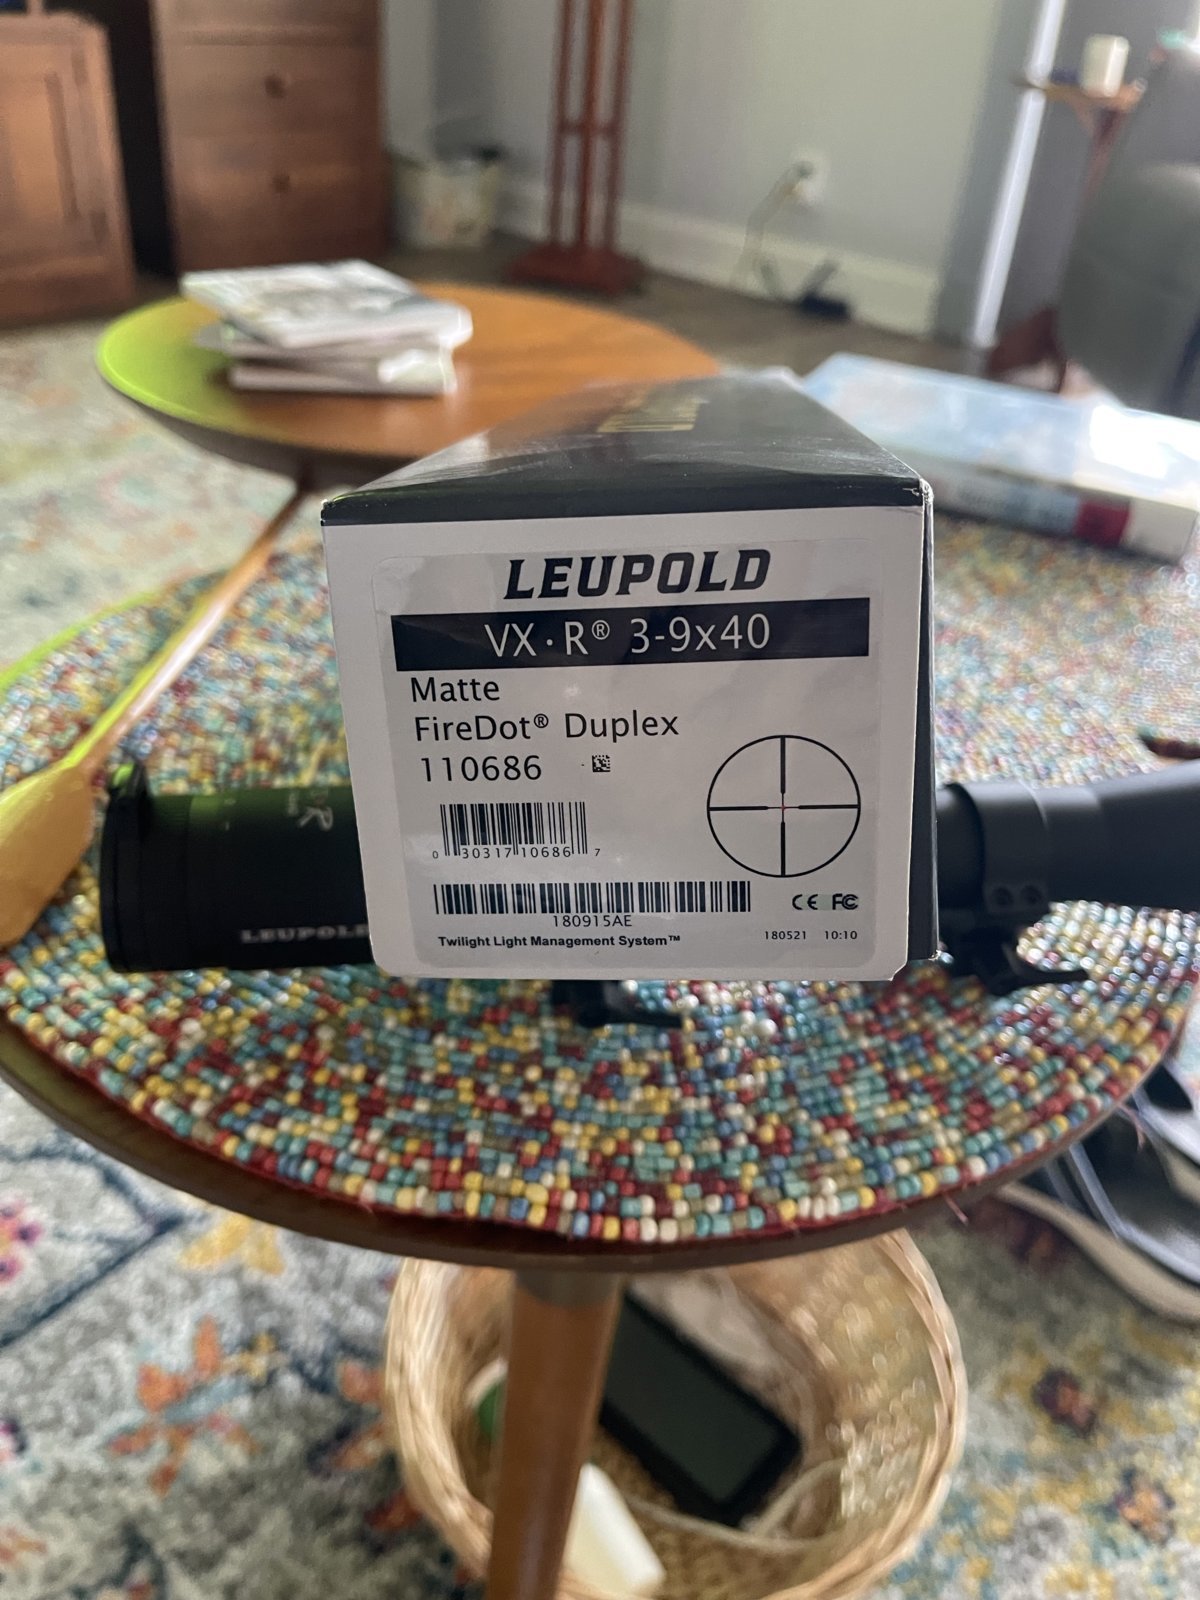 LEUPOLD
VX·R® 3-9x40
Matte
FireDot® Duplex
110686
0 30317 10686 7
180915AE
CE FC
Twilight Light Management System™
180521 10:10
LEUPOLD